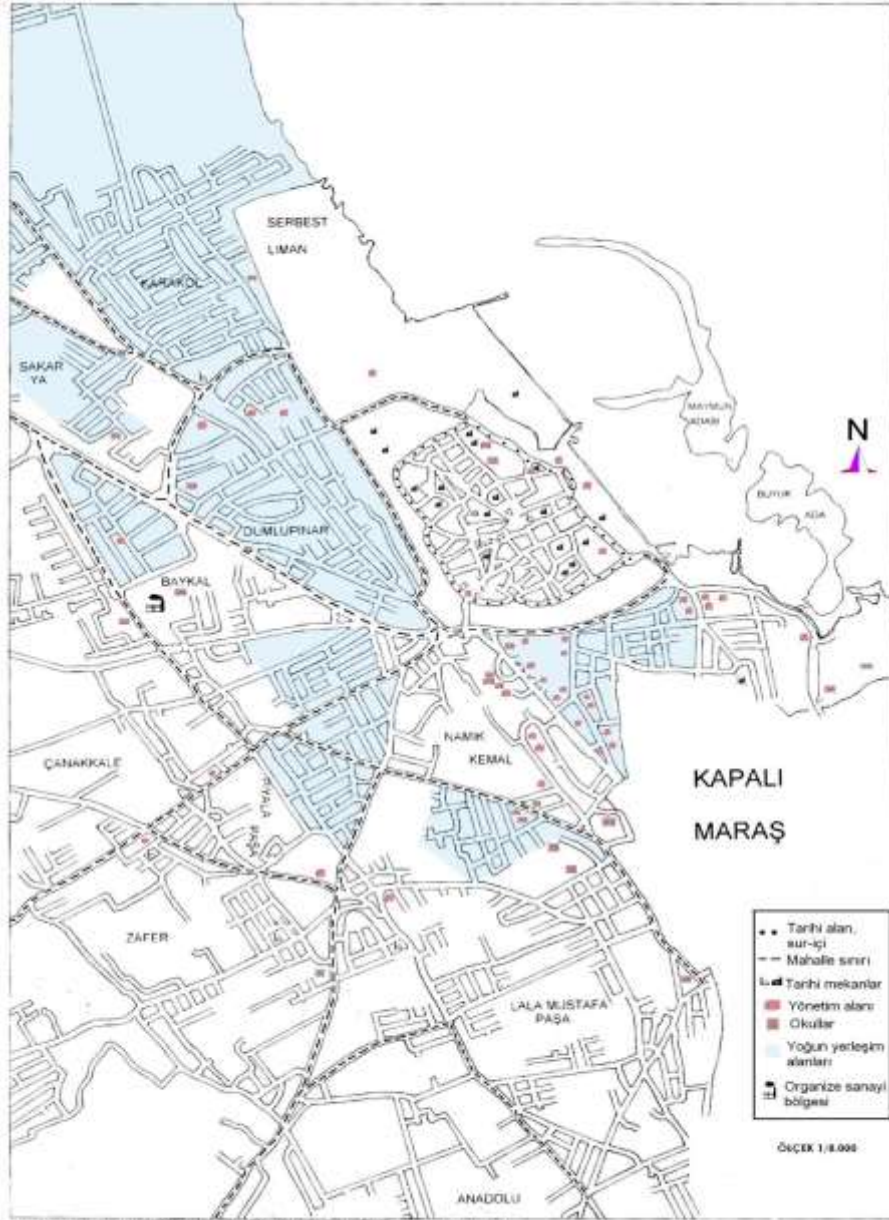 SERBEST
LIMAN
KARAKOL
SAKAR
YA
MAYMUN
ADASI
N
BUYUK
ADA
DUMLUPINAR
BAYKAL
NAMIK
KEMAL
ÇANAKKALE
PİYALA PAŞA
KAPALI
MARAŞ
ZAFER
LALA MUSTAFA
PAŞA
ANADOLU
Tarihi alan,
sur-içi
Mahalle sınırı
Tarihi mekanlar
Yönetim alanı
Okullar
Yoğun yerleşim
alanları
Organize sanayi
bölgesi
ÖLÇEK 1/8.000